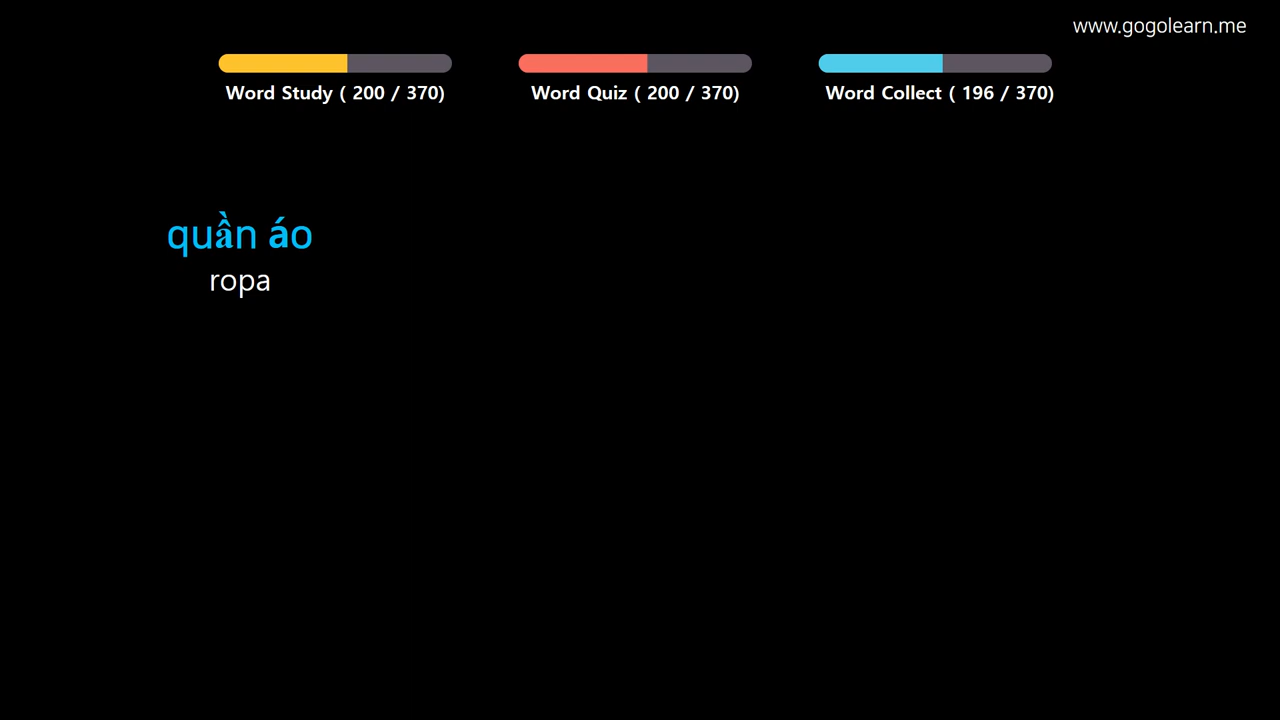 www.gogolearn.me
Word Study ( 200 / 370)
Word Quiz ( 200 / 370)
Word Collect ( 196 / 370)
quần áo
ropa